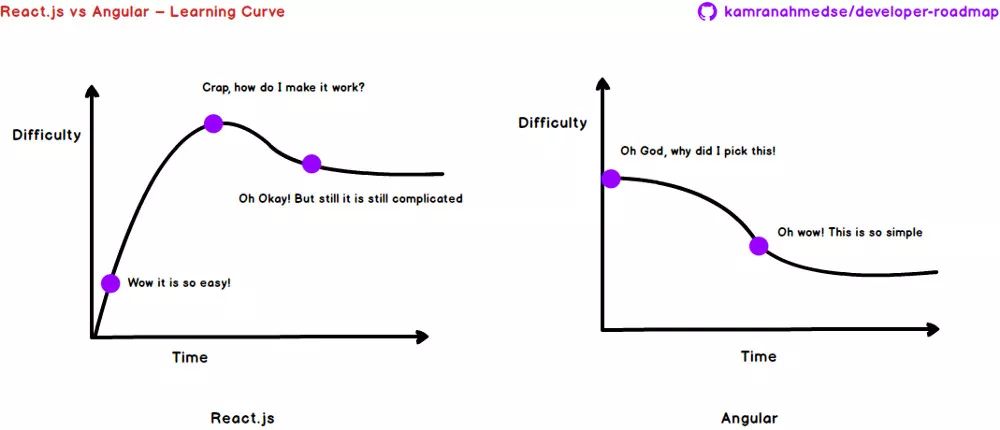 React.js vs Angular – Learning Curve
kamranahmedse/developer-roadmap
Crap, how do I make it work?
Difficulty
Oh Okay! But still it is still complicated
Wow it is so easy!
Time
React.js
Difficulty
Oh God, why did I pick this!
Oh wow! This is so simple
Time
Angular